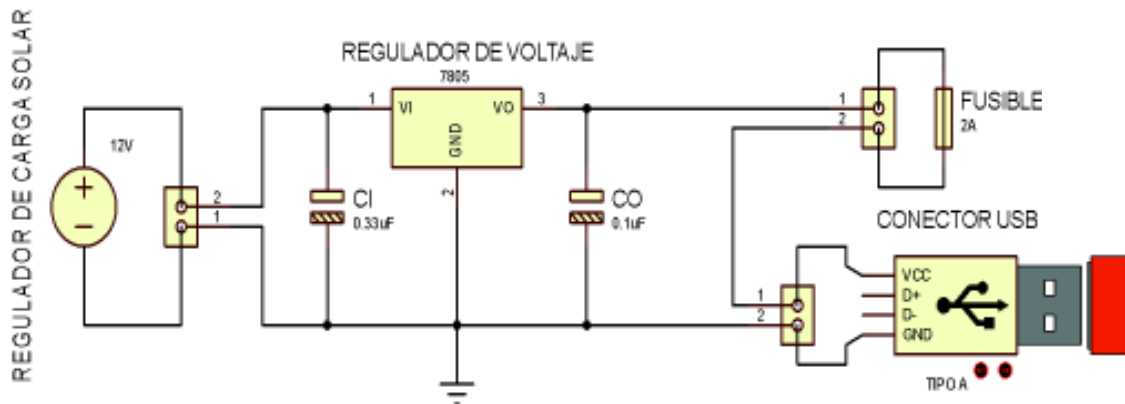 REGULADOR DE CARGA SOLAR
12V
2
1
REGULADOR DE VOLTAJE
7805
1
VI
VO
3
GND
2
CI
0.33uF
CO
0.1uF
1
2
FUSIBLE
2A
CONECTOR USB
1
2
VCC
D+
D-
GND
TIPO A